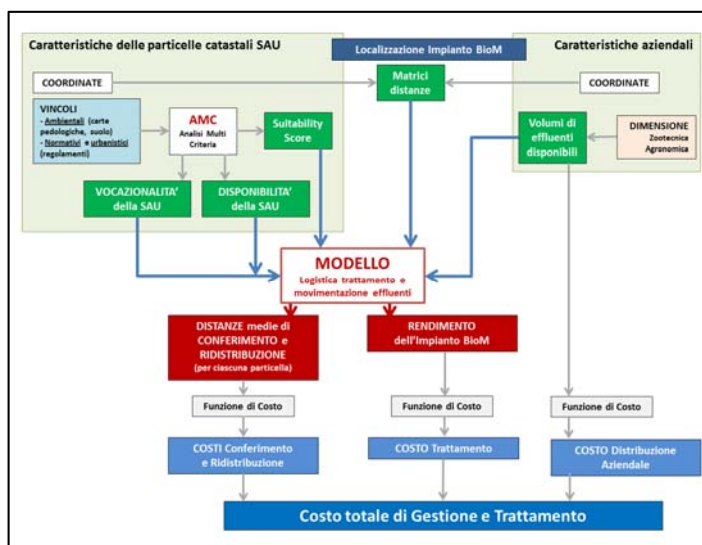 Caratteristiche delle particelle catastali SAU
Localizzazione Impianto BioM
Caratteristiche aziendali
COORDINATE
Matrici
distanze
COORDINATE
VINCOLI
- Ambientali (carte
pedologiche, suolo)
- Normativi e urbanistici
(regolamenti)
AMC
Analisi Multi
Criteria
Suitability
Score
Volumi di
effluenti
disponibili
DIMENSIONE
Zootecnica
Agronomica
VOCAZIONALITA'
della SAU
DISPONIBILITA'
della SAU
MODELLO
Logistica trattamento e
movimentazione effluenti
DISTANZE medie di
CONFERIMENTO e
RIDISTRIBUZIONE
(per ciascuna particella)
RENDIMENTO
dell'Impianto BioM
Funzione di Costo
Funzione di Costo
Funzione di Costo
COSTI Conferimento
e Ridistribuzione
COSTO Trattamento
COSTO Distribuzione
Aziendale
Costo totale di Gestione e Trattamento